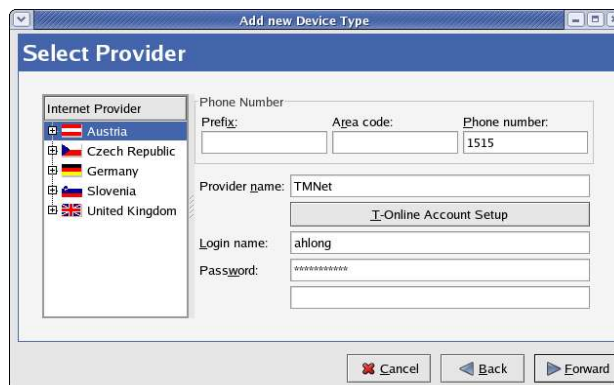 Add new Device Type
Select Provider
Internet Provider
Austria
Czech Republic
Germany
Slovenia
United Kingdom
Phone Number
Prefix:
Area code:
Phone number:
1515
Provider name:
TMNet
T-Online Account Setup
Login name:
ahlong
Password:
***********
Cancel
Back
Forward